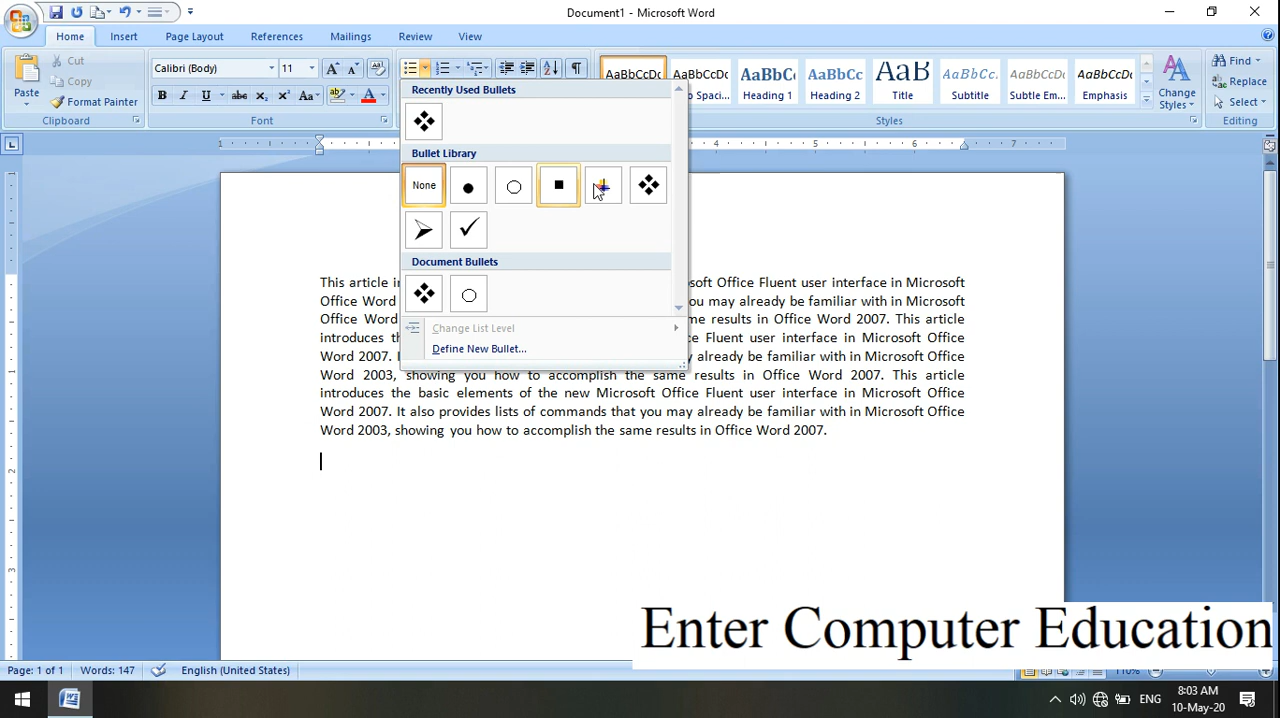 Document1 - Microsoft Word
Home Insert Page Layout References Mailings Review View
Paste
Cut
Copy
Format Painter
Clipboard
Calibri (Body) 11
Font
AaBbCcDc
AaBbCcDc AaBbC AaBbCc AaB AaBbCc. AaBbCcDc AaBbCcDc
o Spaci... Heading 1 Heading 2 Title Subtitle Subtle Em... Emphasis
Change
Styles
Styles
Find
Replace
Select
Editing
Recently Used Bullets
Bullet Library
None
Document Bullets
Change List Level
Define New Bullet...
This article in soft Office Fluent user interface in Microsoft
Office Word ou may already be familiar with in Microsoft
Office Word me results in Office Word 2007. This article
introduces th ce Fluent user interface in Microsoft Office
Word 2007. I already be familiar with in Microsoft Office
Word 2003, showing you how to accomplish the same results in Office Word 2007. This article
introduces the basic elements of the new Microsoft Office Fluent user interface in Microsoft Office
Word 2007. It also provides lists of commands that you may already be familiar with in Microsoft Office
Word 2003, showing you how to accomplish the same results in Office Word 2007.
Enter Computer Education
Page: 1 of 1 Words: 147 English (United States) 110%
ENG
8:03 AM
10-May-20